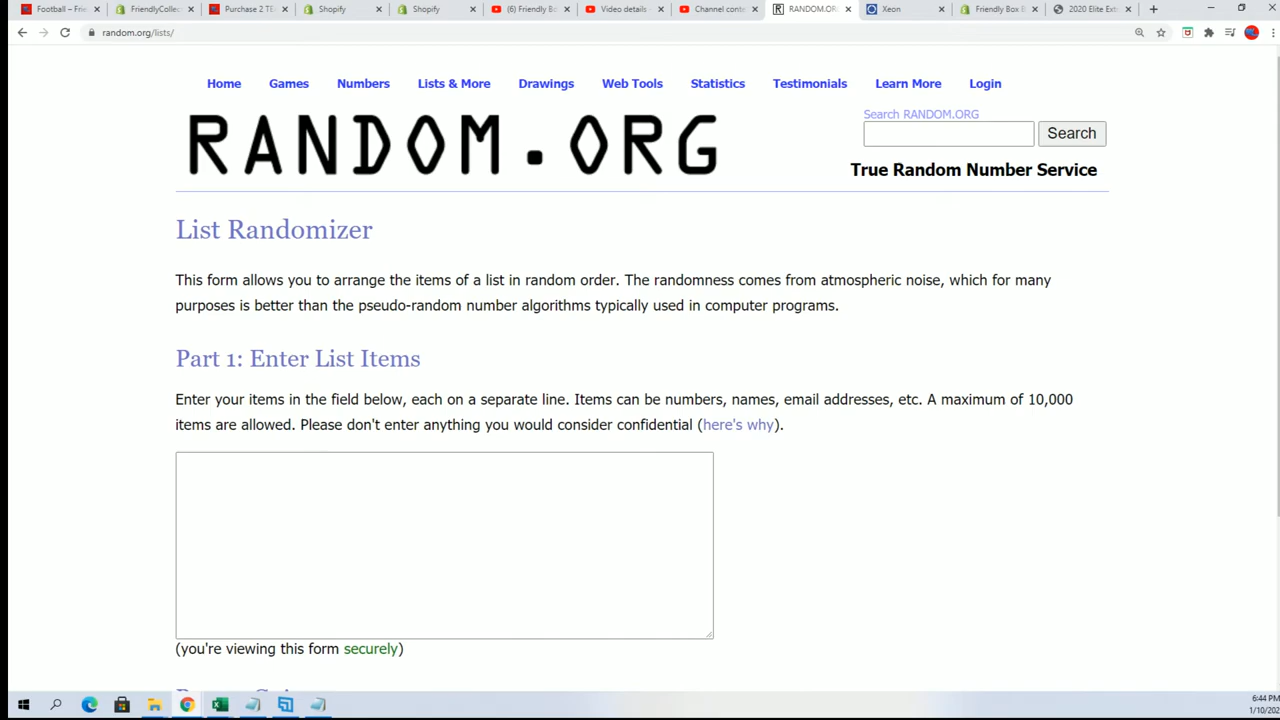 Football – Frie
FriendlyCollec
Purchase 2 TE
Shopify
Shopify
(6) Friendly Bo
Video details
Channel conte
RANDOM.OR
Xeon
Friendly Box B
2020 Elite Ext
random.org/lists/
Home Games Numbers Lists & More Drawings Web Tools Statistics Testimonials Learn More Login
RANDOM.ORG
Search RANDOM.ORG
Search
True Random Number Service
List Randomizer
This form allows you to arrange the items of a list in random order. The randomness comes from atmospheric noise, which for many
purposes is better than the pseudo-random number algorithms typically used in computer programs.
Part 1: Enter List Items
Enter your items in the field below, each on a separate line. Items can be numbers, names, email addresses, etc. A maximum of 10,000
items are allowed. Please don't enter anything you would consider confidential (here's why).
(you're viewing this form securely)
6:44 PM
1/10/202